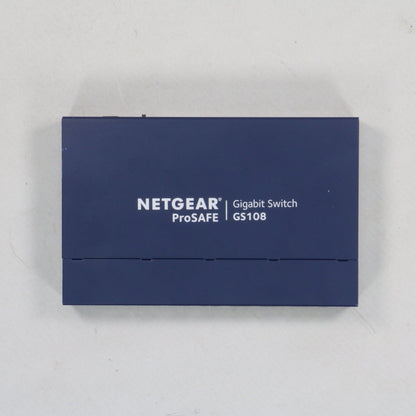 NETGEAR® Gigabit Switch
ProSAFE GS108